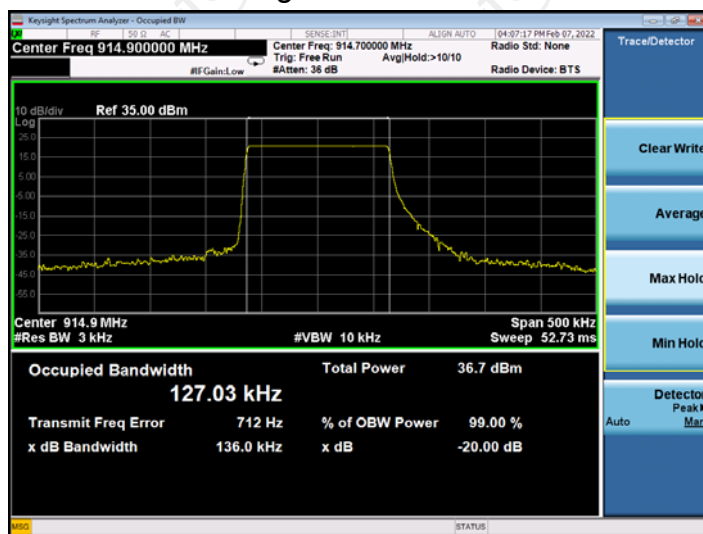 Keysight Spectrum Analyzer - Occupied BW
RF 50 Ω AC SENSE:INT ALIGN AUTO 04:07:17 PM Feb 07, 2022
Center Freq 914.900000 MHz
Center Freq: 914.700000 MHz
Radio Std: None
Trig: Free Run Avg|Hold:>10/10
#IFGain:Low #Atten: 36 dB Radio Device: BTS
Trace/Detector
10 dB/div Ref 35.00 dBm
Log
25.0
15.0
5.00
-5.00
-15.0
-25.0
-35.0
-45.0
-55.0
Center 914.9 MHz Span 500 kHz
#Res BW 3 kHz #VBW 10 kHz Sweep 52.73 ms
Occupied Bandwidth Total Power 36.7 dBm
127.03 kHz
Transmit Freq Error 712 Hz % of OBW Power 99.00 %
x dB Bandwidth 136.0 kHz x dB -20.00 dB
Clear Write
Average
Max Hold
Min Hold
Detector
Peak
Auto Man
MSG STATUS